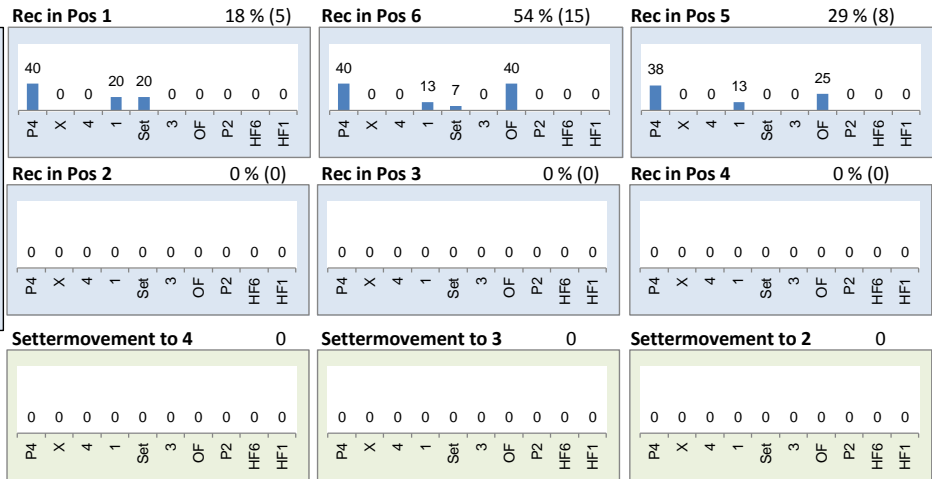 Rec in Pos 1 18 % (5) Rec in Pos 6 54 % (15) Rec in Pos 5 29 % (8)
40 0 0 20 20 0 0 0 0 0 40 0 0 13 7 0 40 0 0 0 38 0 0 13 0 0 25 0 0 0
P4 X 4 1 Set 3 OF P2 HF6 HF1 P4 X 4 1 Set 3 OF P2 HF6 HF1 P4 X 4 1 Set 3 OF P2 HF6 HF1
Rec in Pos 2 0 % (0) Rec in Pos 3 0 % (0) Rec in Pos 4 0 % (0)
0 0 0 0 0 0 0 0 0 0 0 0 0 0 0 0 0 0 0 0 0 0 0 0 0 0 0 0 0 0
P4 X 4 1 Set 3 OF P2 HF6 HF1 P4 X 4 1 Set 3 OF P2 HF6 HF1 P4 X 4 1 Set 3 OF P2 HF6 HF1
Settermovement to 4 0 Settermovement to 3 0 Settermovement to 2 0
0 0 0 0 0 0 0 0 0 0 0 0 0 0 0 0 0 0 0 0 0 0 0 0 0 0 0 0 0 0
P4 X 4 1 Set 3 OF P2 HF6 HF1 P4 X 4 1 Set 3 OF P2 HF6 HF1 P4 X 4 1 Set 3 OF P2 HF6 HF1